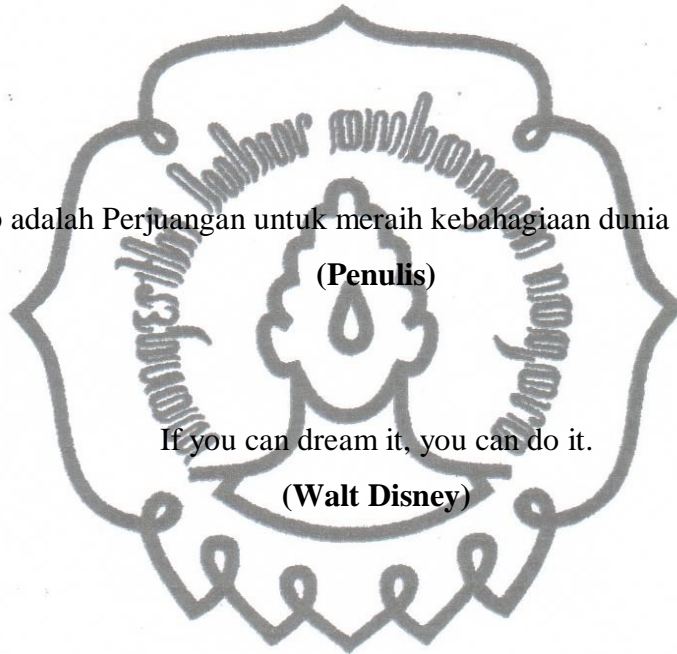 adalah Perjuangan untuk meraih kebahagiaan dunia
(Penulis)
If you can dream it, you can do it.
(Walt Disney)